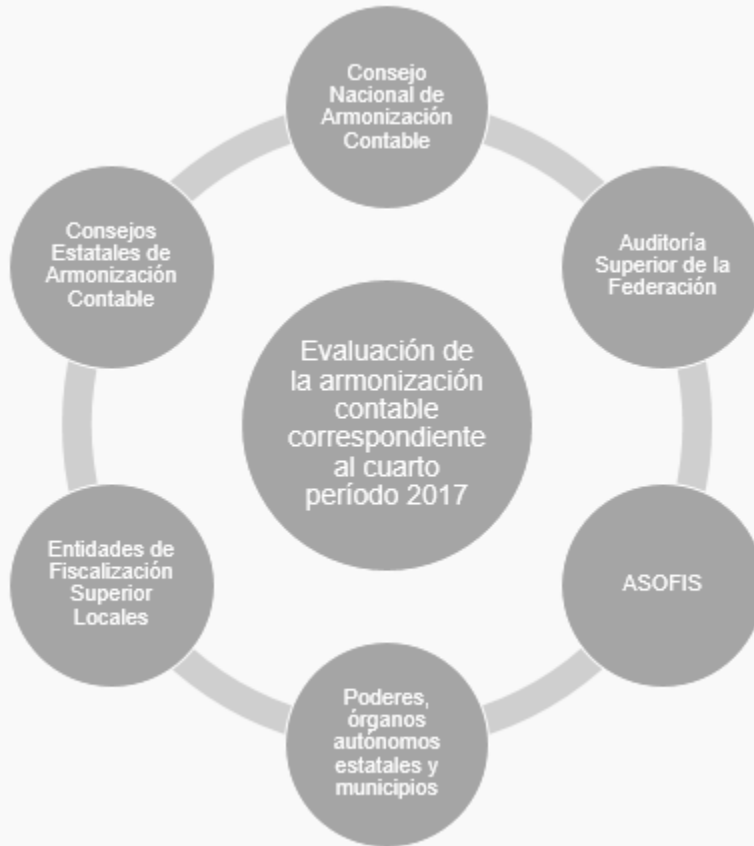 Consejo
Nacional de
Armonización
Contable
Auditoría
Superior de la
Federación
ASOFIS
Poderes,
órganos
autónomos
estatales y
municipios
Entidades de
Fiscalización
Superior
Locales
Consejos
Estatales de
Armonización
Contable
Evaluación de
la armonización
contable
correspondiente
al cuarto
período 2017